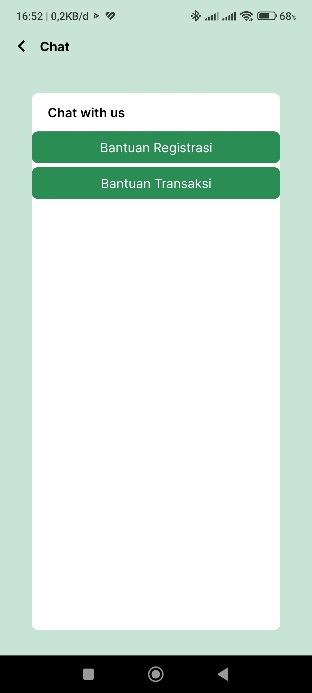 16:52 | 0,2KB/d
68%
Chat
Chat with us
Bantuan Registrasi
Bantuan Transaksi